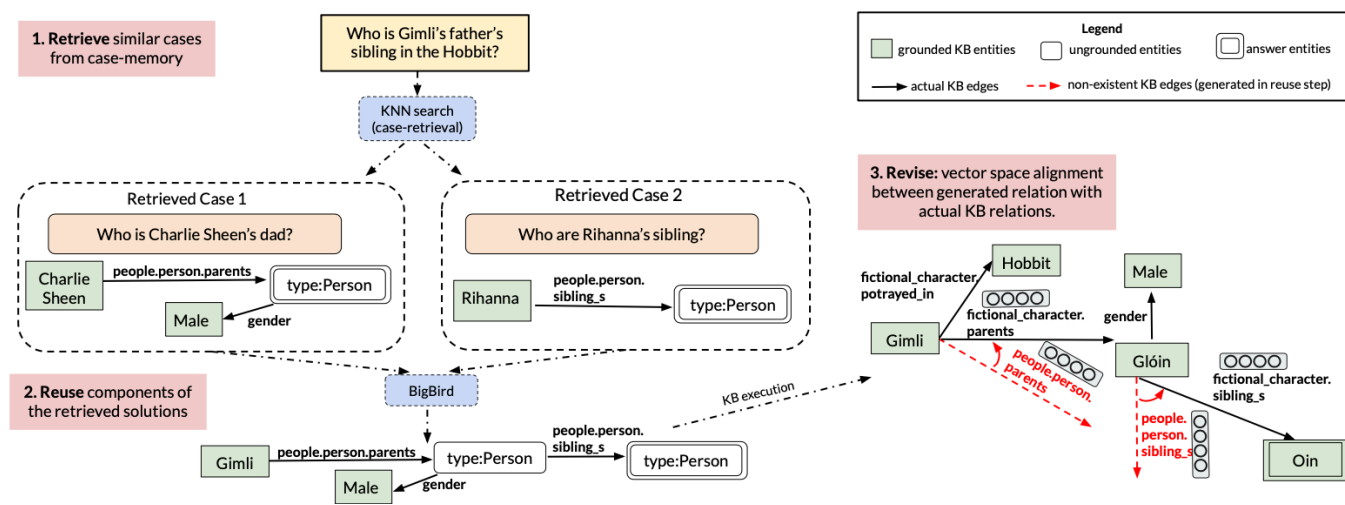 1. Retrieve similar cases
from case-memory
Who is Gimli's father's
sibling in the Hobbit?
KNN search
(case-retrieval)
Retrieved Case 1
Who is Charlie Sheen's dad?
Charlie
Sheen
people.person.parents
type:Person
Male
gender
Retrieved Case 2
Who are Rihanna's sibling?
Rihanna
people.person.
sibling_s
type:Person
2. Reuse components of
the retrieved solutions
BigBird
Gimli
people.person.parents
type:Person
people.person.
sibling_s
type:Person
Male
gender
KB execution
Legend
grounded KB entities
ungrounded entities
answer entities
actual KB edges
non-existent KB edges (generated in reuse step)
3. Revise: vector space alignment
between generated relation with
actual KB relations.
fictional_character.
potrayed_in
Hobbit
Male
gender
fictional_character.
parents
Gimli
people.person.
parents
Glóin
fictional_character.
sibling_s
people.
person.
sibling_s
Oin